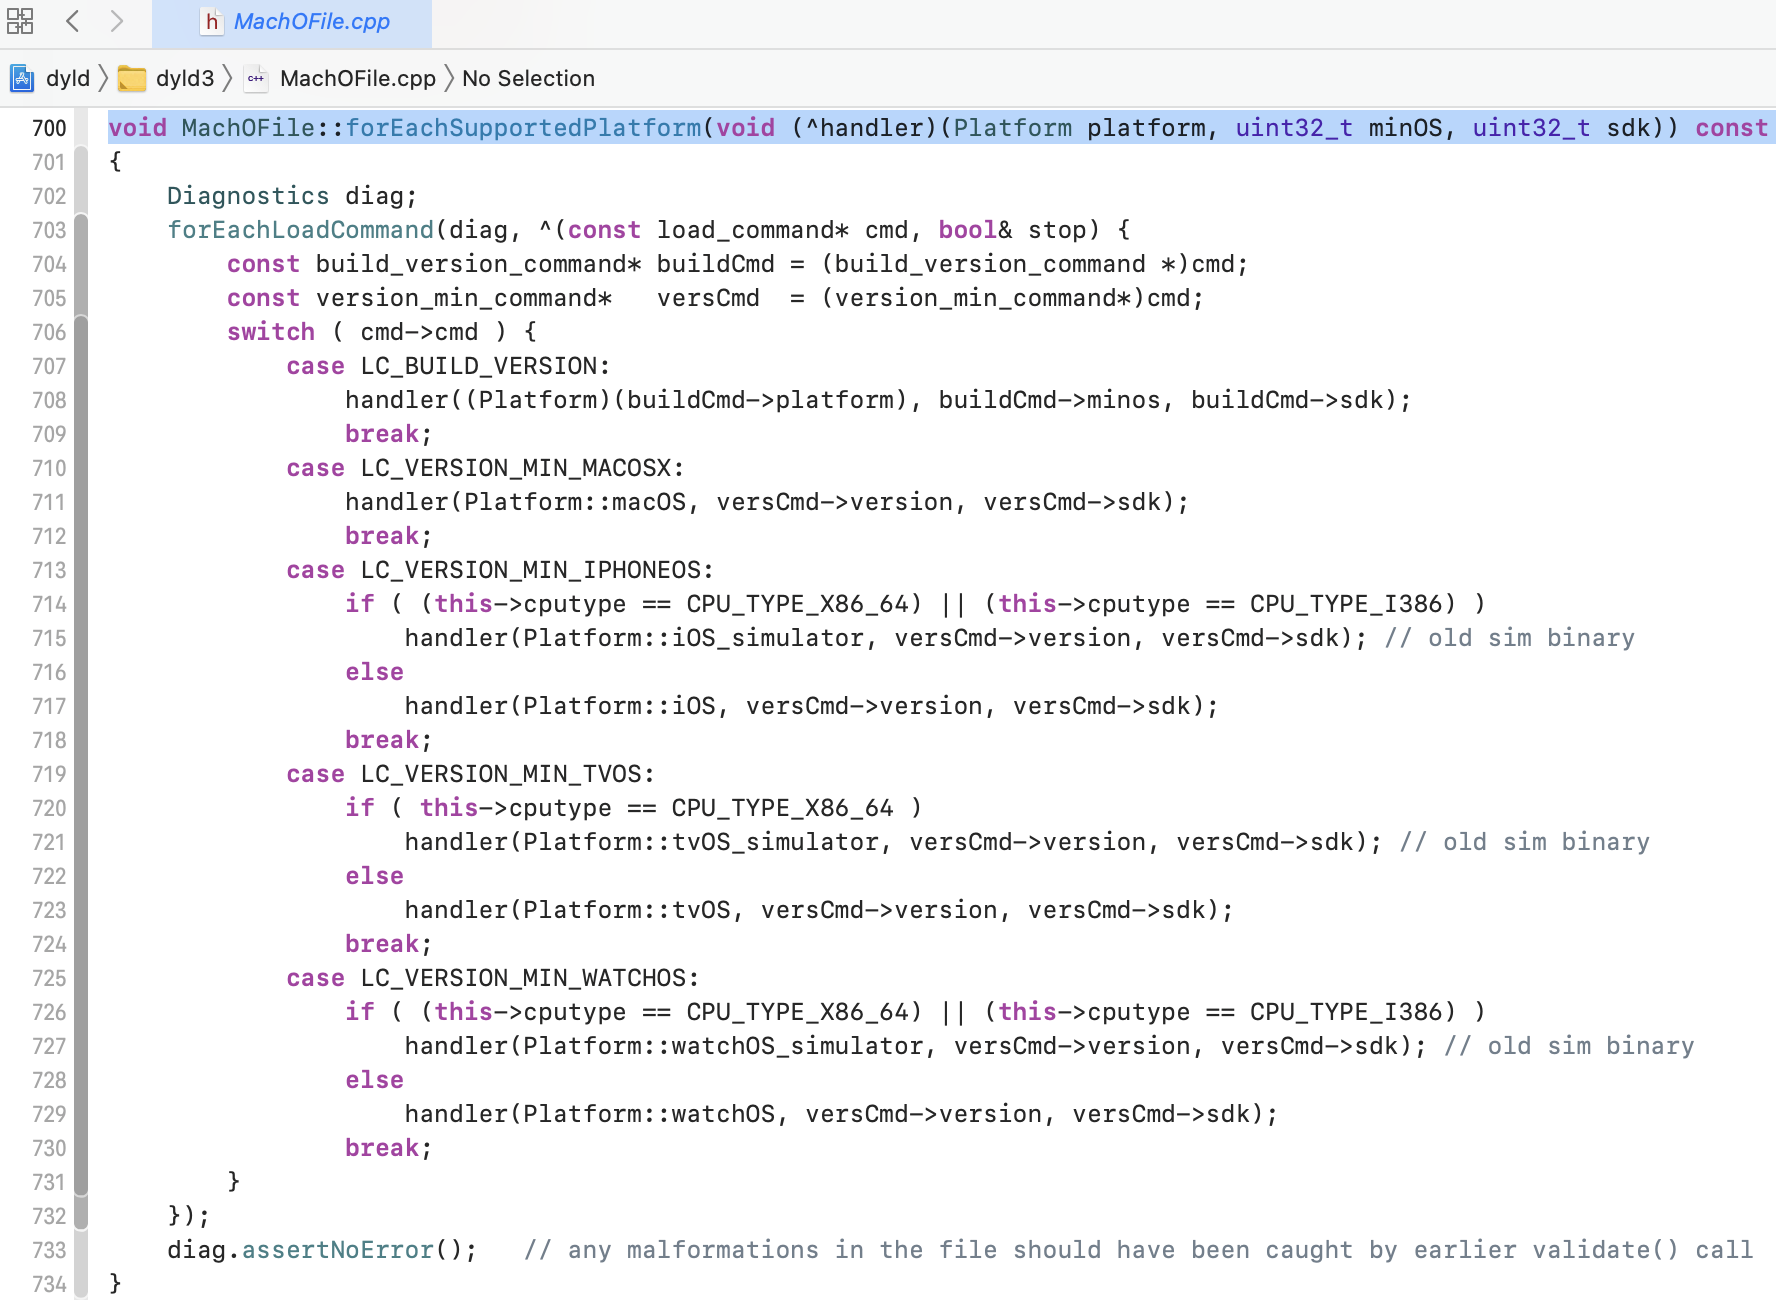 h MachOFile.cpp
dyld dyld3 c++ MachOFile.cpp No Selection
700 void MachOFile::forEachSupportedPlatform(void (^handler)(Platform platform, uint32_t minOS, uint32_t sdk)) const
701 {
702     Diagnostics diag;
703     forEachLoadCommand(diag, ^(const load_command* cmd, bool& stop) {
704         const build_version_command* buildCmd = (build_version_command *)cmd;
705         const version_min_command*   versCmd  = (version_min_command*)cmd;
706         switch ( cmd->cmd ) {
707             case LC_BUILD_VERSION:
708                 handler((Platform)(buildCmd->platform), buildCmd->minos, buildCmd->sdk);
709                 break;
710             case LC_VERSION_MIN_MACOSX:
711                 handler(Platform::macOS, versCmd->version, versCmd->sdk);
712                 break;
713             case LC_VERSION_MIN_IPHONEOS:
714                 if ( (this->cputype == CPU_TYPE_X86_64) || (this->cputype == CPU_TYPE_I386) )
715                     handler(Platform::iOS_simulator, versCmd->version, versCmd->sdk); // old sim binary
716                 else
717                     handler(Platform::iOS, versCmd->version, versCmd->sdk);
718                 break;
719             case LC_VERSION_MIN_TVOS:
720                 if ( this->cputype == CPU_TYPE_X86_64 )
721                     handler(Platform::tvOS_simulator, versCmd->version, versCmd->sdk); // old sim binary
722                 else
723                     handler(Platform::tvOS, versCmd->version, versCmd->sdk);
724                 break;
725             case LC_VERSION_MIN_WATCHOS:
726                 if ( (this->cputype == CPU_TYPE_X86_64) || (this->cputype == CPU_TYPE_I386) )
727                     handler(Platform::watchOS_simulator, versCmd->version, versCmd->sdk); // old sim binary
728                 else
729                     handler(Platform::watchOS, versCmd->version, versCmd->sdk);
730                 break;
731         }
732     });
733     diag.assertNoError();   // any malformations in the file should have been caught by earlier validate() call
734 }